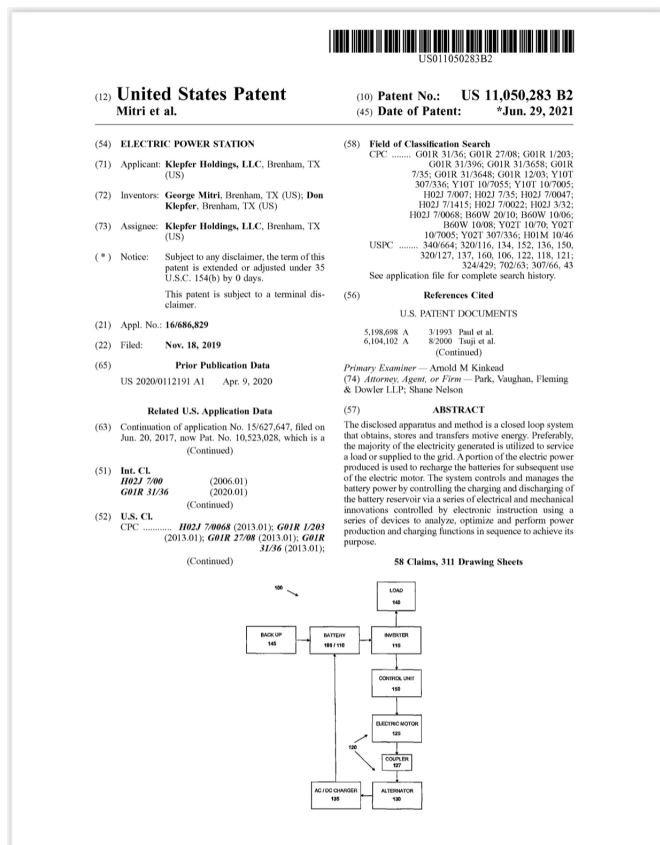 US011050283B2
(12) United States Patent
Mitri et al.
(10) Patent No.: US 11,050,283 B2
(45) Date of Patent: *Jun. 29, 2021
(54) ELECTRIC POWER STATION
(71) Applicant: Klepfer Holdings, LLC, Brenham, TX
(US)
(72) Inventors: George Mitri, Brenham, TX (US); Don
Klepfer, Brenham, TX (US)
(73) Assignee: Klepfer Holdings, LLC, Brenham, TX
(US)
(*) Notice: Subject to any disclaimer, the term of this
patent is extended or adjusted under 35
U.S.C. 154(b) by 0 days.
This patent is subject to a terminal dis-
claimer.
(21) Appl. No.: 16/686,829
(22) Filed: Nov. 18, 2019
(65) Prior Publication Data
US 2020/0112191 A1 Apr. 9, 2020
Related U.S. Application Data
(63) Continuation of application No. 15/627,647, filed on
Jun. 20, 2017, now Pat. No. 10,523,028, which is a
(Continued)
(51) Int. Cl.
H02J 7/00 (2006.01)
G01R 31/36 (2020.01)
(Continued)
(52) U.S. Cl.
CPC ............ H02J 7/0068 (2013.01); G01R 1/203
(2013.01); G01R 27/08 (2013.01); G01R
31/36 (2013.01);
(Continued)
(58) Field of Classification Search
CPC ........ G01R 31/36; G01R 27/08; G01R 1/203;
G01R 31/396; G01R 31/3658; G01R
7/35; G01R 31/3648; G01R 12/03; Y10T
307/336; Y10T 10/7055; Y10T 10/7005;
H02J 7/007; H02J 7/35; H02J 7/0047;
H02J 7/1415; H02J 7/0022; H02J 3/32;
H02J 7/0068; B60W 20/10; B60W 10/06;
B60W 10/08; Y02T 10/70; Y02T
10/7005; Y02T 307/336; H01M 10/46
USPC ....... 340/664; 320/116, 134, 152, 136, 150,
320/127, 137, 160, 106, 122, 118, 121;
324/429; 702/63; 307/66, 43
See application file for complete search history.
(56) References Cited
U.S. PATENT DOCUMENTS
5,198,698 A 3/1993 Paul et al.
6,104,102 A 8/2000 Tsuji et al.
(Continued)
Primary Examiner — Arnold M Kinkead
(74) Attorney, Agent, or Firm — Park, Vaughan, Fleming
& Dowler LLP; Shane Nelson
(57) ABSTRACT
The disclosed apparatus and method is a closed loop system
that obtains, stores and transfers motive energy. Preferably,
the majority of the electricity generated is utilized to service
a load or supplied to the grid. A portion of the electric power
produced is used to recharge the batteries for subsequent use
of the electric motor. The system controls and manages the
battery power by controlling the charging and discharging of
the battery reservoir via a series of electrical and mechanical
innovations controlled by electronic instruction using a
series of devices to analyze, optimize and perform power
production and charging functions in sequence to achieve its
purpose.
58 Claims, 311 Drawing Sheets
100
LOAD
140
BACK UP
145
BATTERY
105 / 110
INVERTER
115
CONTROL UNIT
150
ELECTRIC MOTOR
125
120
COUPLER
127
AC / DC CHARGER
135
ALTERNATOR
130